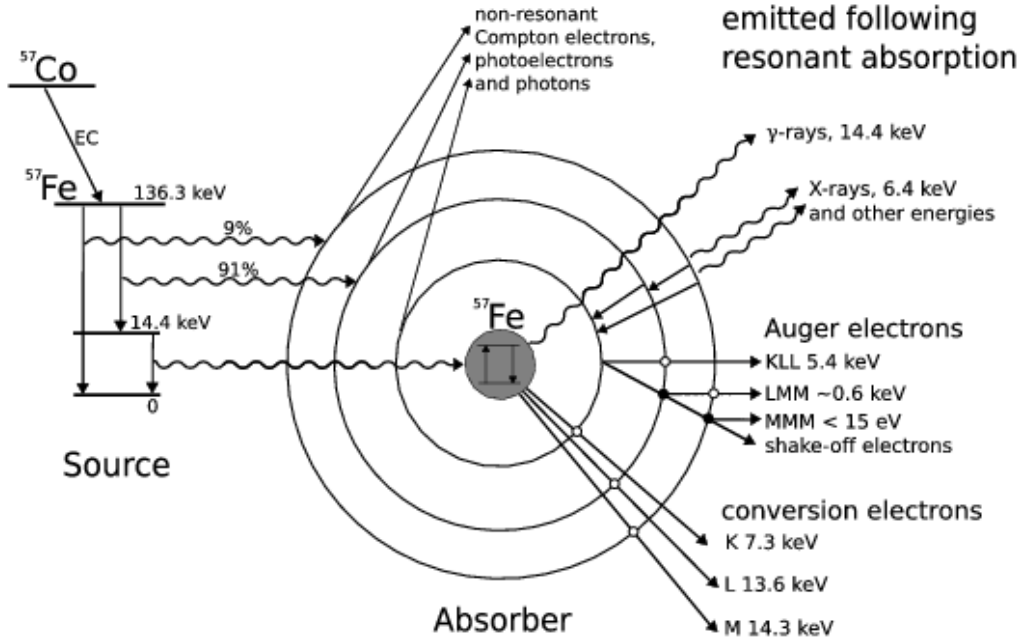 non-resonant
Compton electrons,
photoelectrons
and photons
emitted following
resonant absorption
⁵⁷Co
EC
⁵⁷Fe
136.3 keV
9%
91%
14.4 keV
0
Source
γ-rays, 14.4 keV
X-rays, 6.4 keV
and other energies
⁵⁷Fe
Auger electrons
KLL 5.4 keV
LMM ~0.6 keV
MMM < 15 eV
shake-off electrons
conversion electrons
K 7.3 keV
L 13.6 keV
M 14.3 keV
Absorber